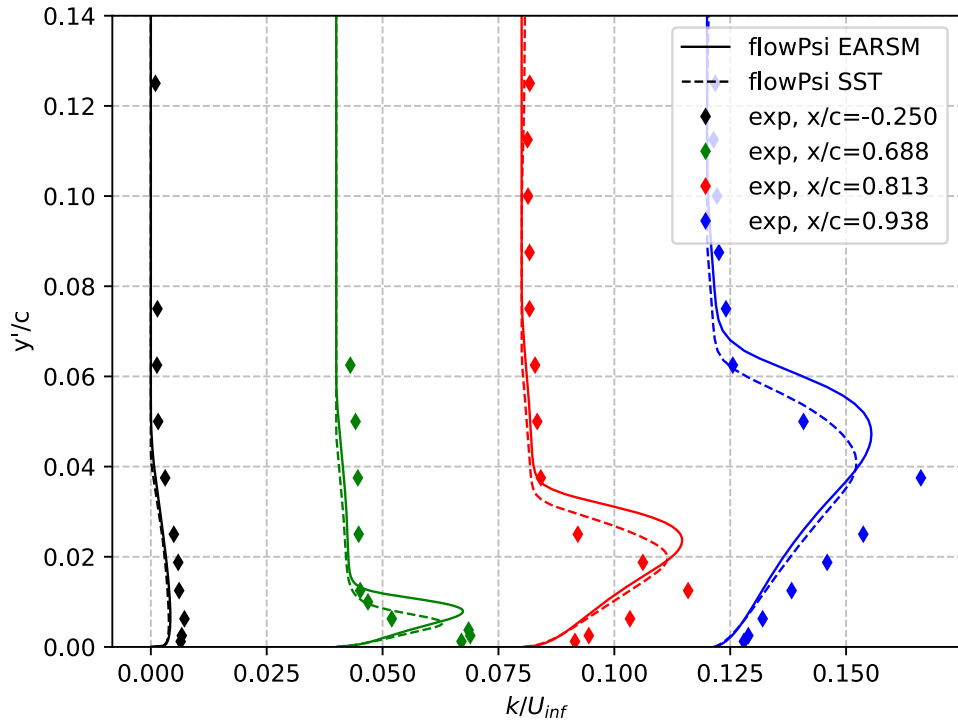 0.14
0.12
0.10
0.08
0.06
0.04
0.02
0.00
y'/c
0.000 0.025 0.050 0.075 0.100 0.125 0.150
k/U_inf
flowPsi EARSM
flowPsi SST
exp, x/c=-0.250
exp, x/c=0.688
exp, x/c=0.813
exp, x/c=0.938